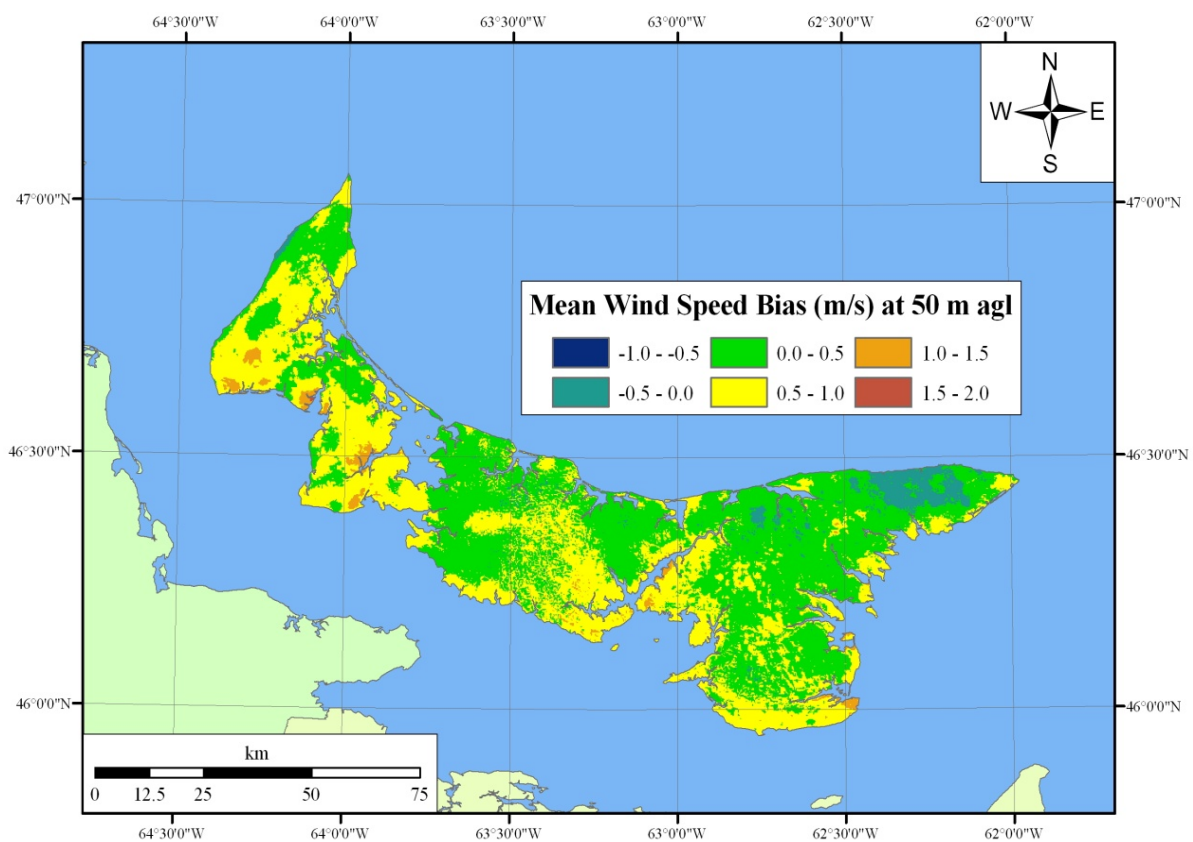 64°30'0"W 64°0'0"W 63°30'0"W 63°0'0"W 62°30'0"W 62°0'0"W
N
W E
S
47°0'0"N 47°0'0"N
Mean Wind Speed Bias (m/s) at 50 m agl
-1.0 - -0.5 0.0 - 0.5 1.0 - 1.5
-0.5 - 0.0 0.5 - 1.0 1.5 - 2.0
46°30'0"N 46°30'0"N
46°0'0"N 46°0'0"N
km
0 12.5 25 50 75
64°30'0"W 64°0'0"W 63°30'0"W 63°0'0"W 62°30'0"W 62°0'0"W